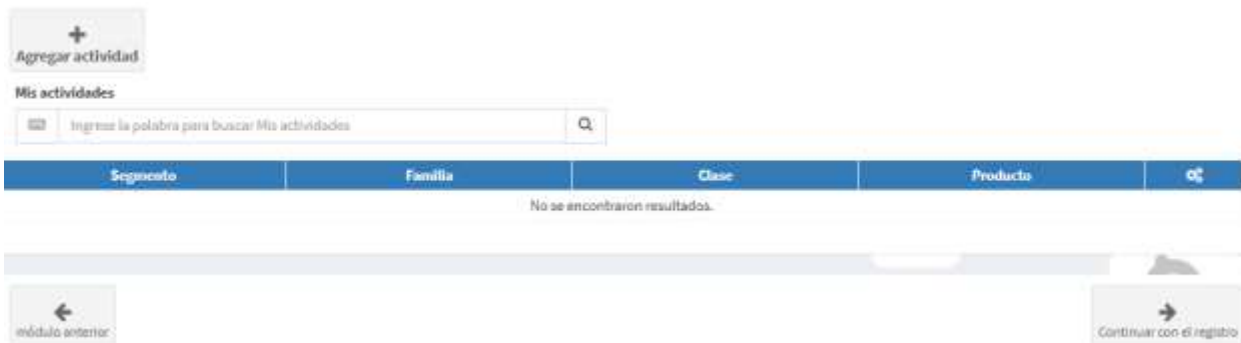 Agregar actividad
Mis actividades
Ingrese la palabra para buscar Mis actividades
Segmento Familia Clase Producto
No se encontraron resultados.
módulo anterior
Continuar con el registro